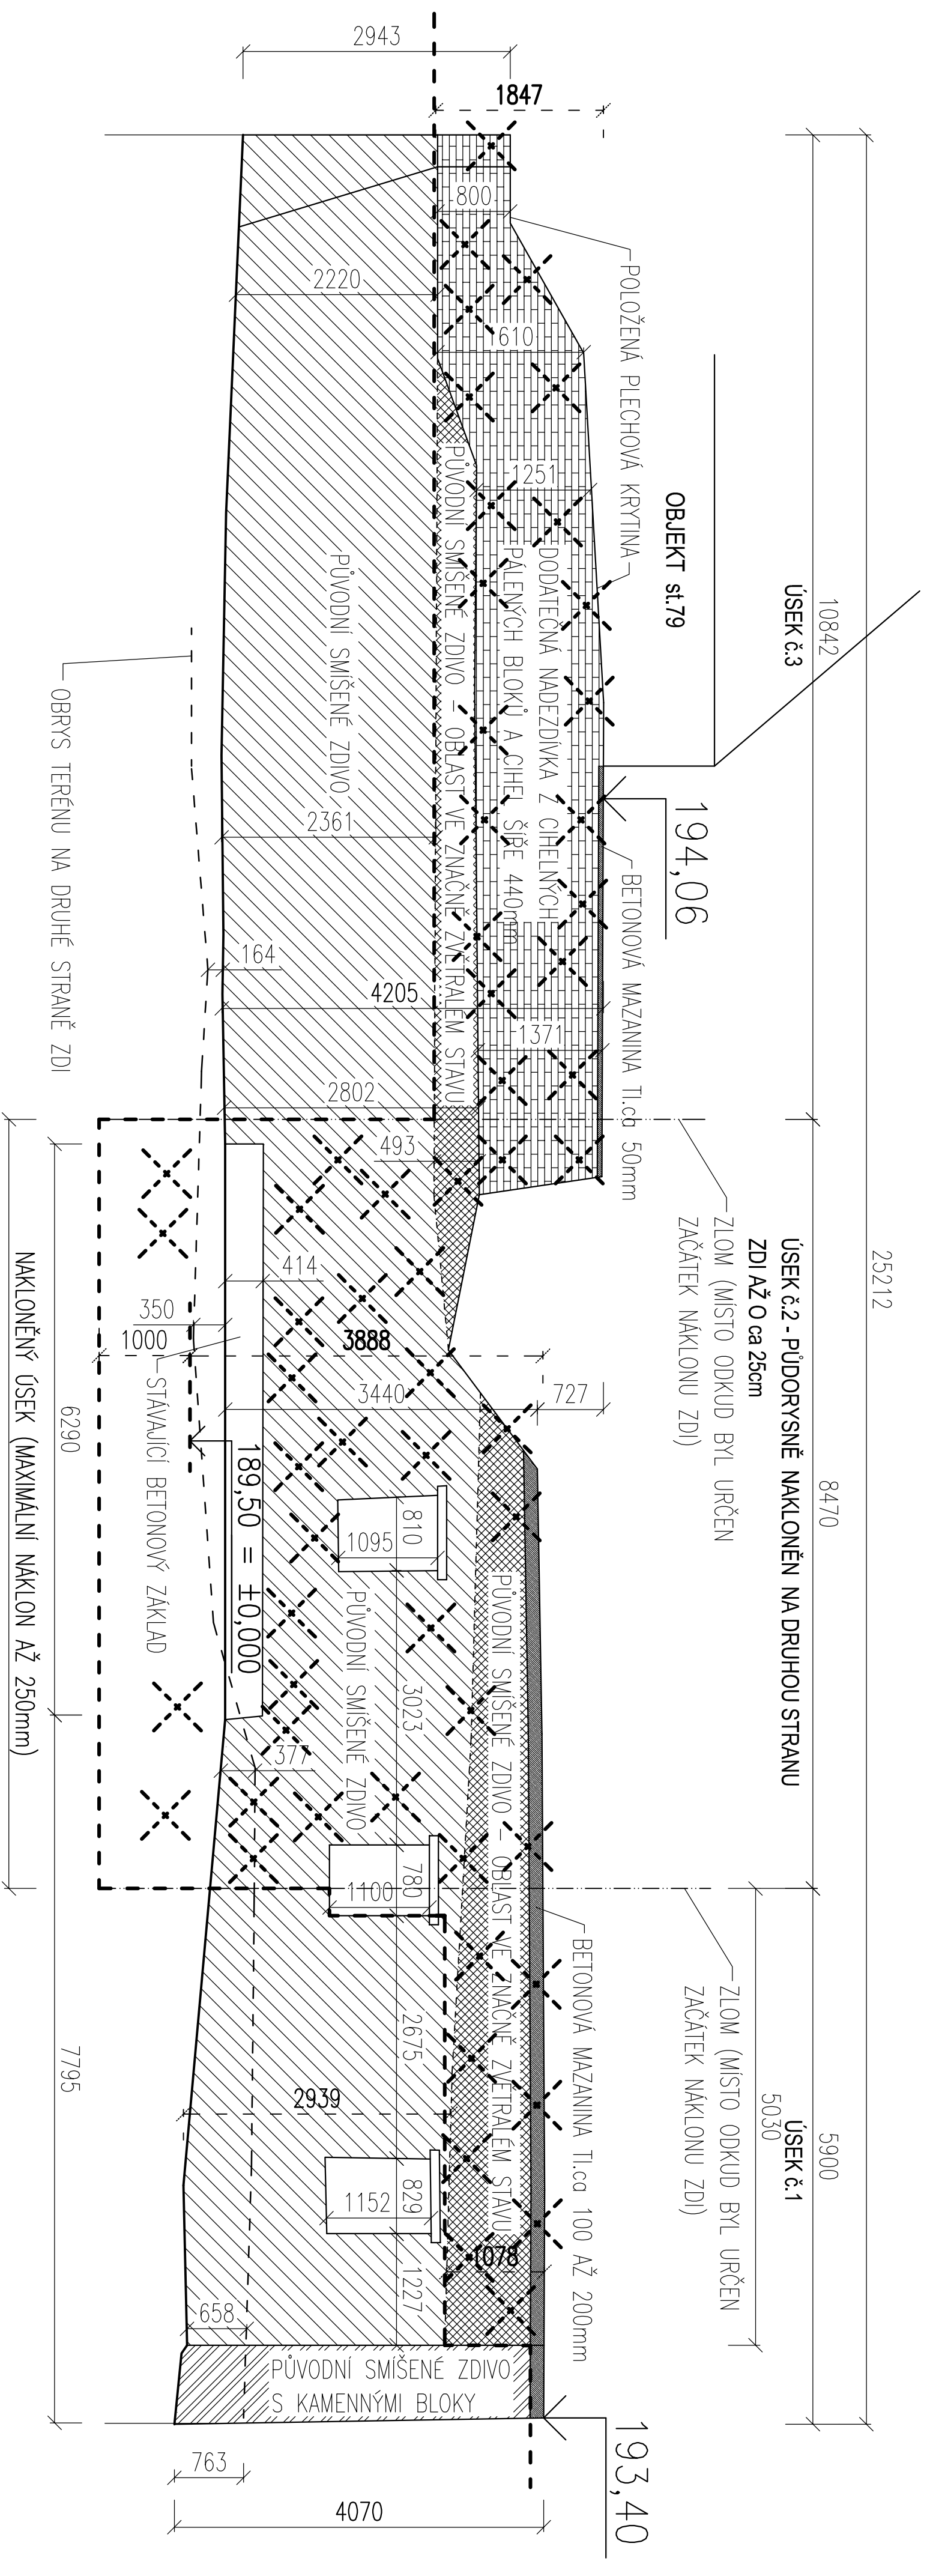 25212
10842
8470
5900
5030
ÚSEK č.3
ÚSEK č.2 - PŮDORYSNĚ NAKLONĚN NA DRUHOU STRANU
ZDI AŽ O ca 25cm
ÚSEK č.1
ZLOM (MÍSTO ODKUD BYL URČEN
ZAČÁTEK NÁKLONU ZDI)
ZLOM (MÍSTO ODKUD BYL URČEN
ZAČÁTEK NÁKLONU ZDI)
OBJEKT st.79
194,06
193,40
POLOŽENÁ PLECHOVÁ KRYTINA
BETONOVÁ MAZANINA Tl.ca 50mm
BETONOVÁ MAZANINA Tl.ca 100 AŽ 200mm
2943
1847
800
1610
1251
1371
727
DODATEČNÁ NADEZDÍVKA Z CIHELNÝCH
PÁLENÝCH BLOKŮ A CIHEL ŠÍŘE 440mm
PŮVODNÍ SMÍŠENÉ ZDIVO - OBLAST VE ZNAČNĚ ZVĚTRALÉM STAVU
PŮVODNÍ SMÍŠENÉ ZDIVO - OBLAST VE ZNAČNĚ ZVĚTRALÉM STAVU
2220
2361
4205
2802
493
414
3888
3440
164
350
1000
PŮVODNÍ SMÍŠENÉ ZDIVO
PŮVODNÍ SMÍŠENÉ ZDIVO
810
1095
3023
780
1100
2675
829
1152
1227
1078
2939
377
658
763
4070
PŮVODNÍ SMÍŠENÉ ZDIVO
S KAMENNÝMI BLOKY
189,50 = ±0,000
STÁVAJÍCÍ BETONOVÝ ZÁKLAD
OBRYS TERÉNU NA DRUHÉ STRANĚ ZDI
6290
7795
NAKLONĚNÝ ÚSEK (MAXIMÁLNÍ NÁKLON AŽ 250mm)